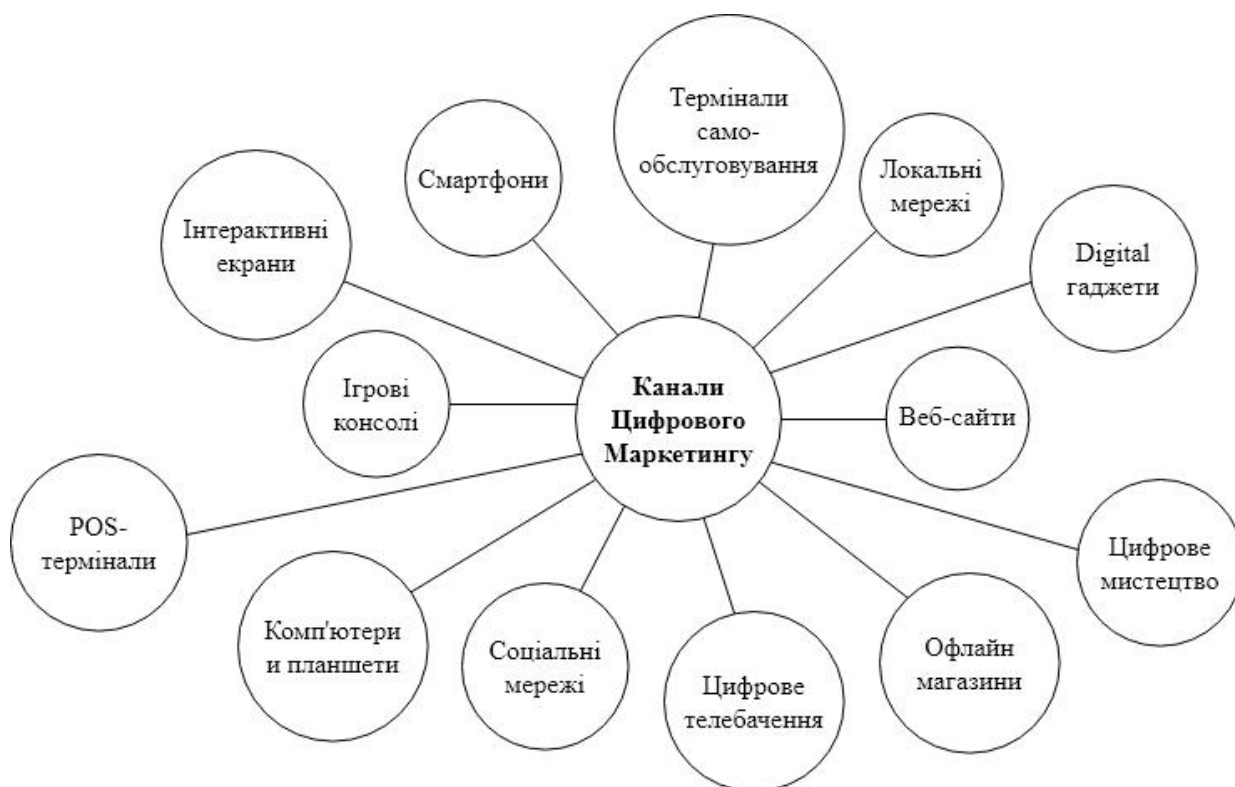 Термінали
само-
обслуговування
Смартфони
Локальні
мережі
Інтерактивні
екрани
Digital
гаджети
Ігрові
консолі
Канали
Цифрового
Маркетингу
Веб-сайти
POS-
термінали
Цифрове
мистецтво
Комп'ютери
и планшети
Соціальні
мережі
Цифрове
телебачення
Офлайн
магазини